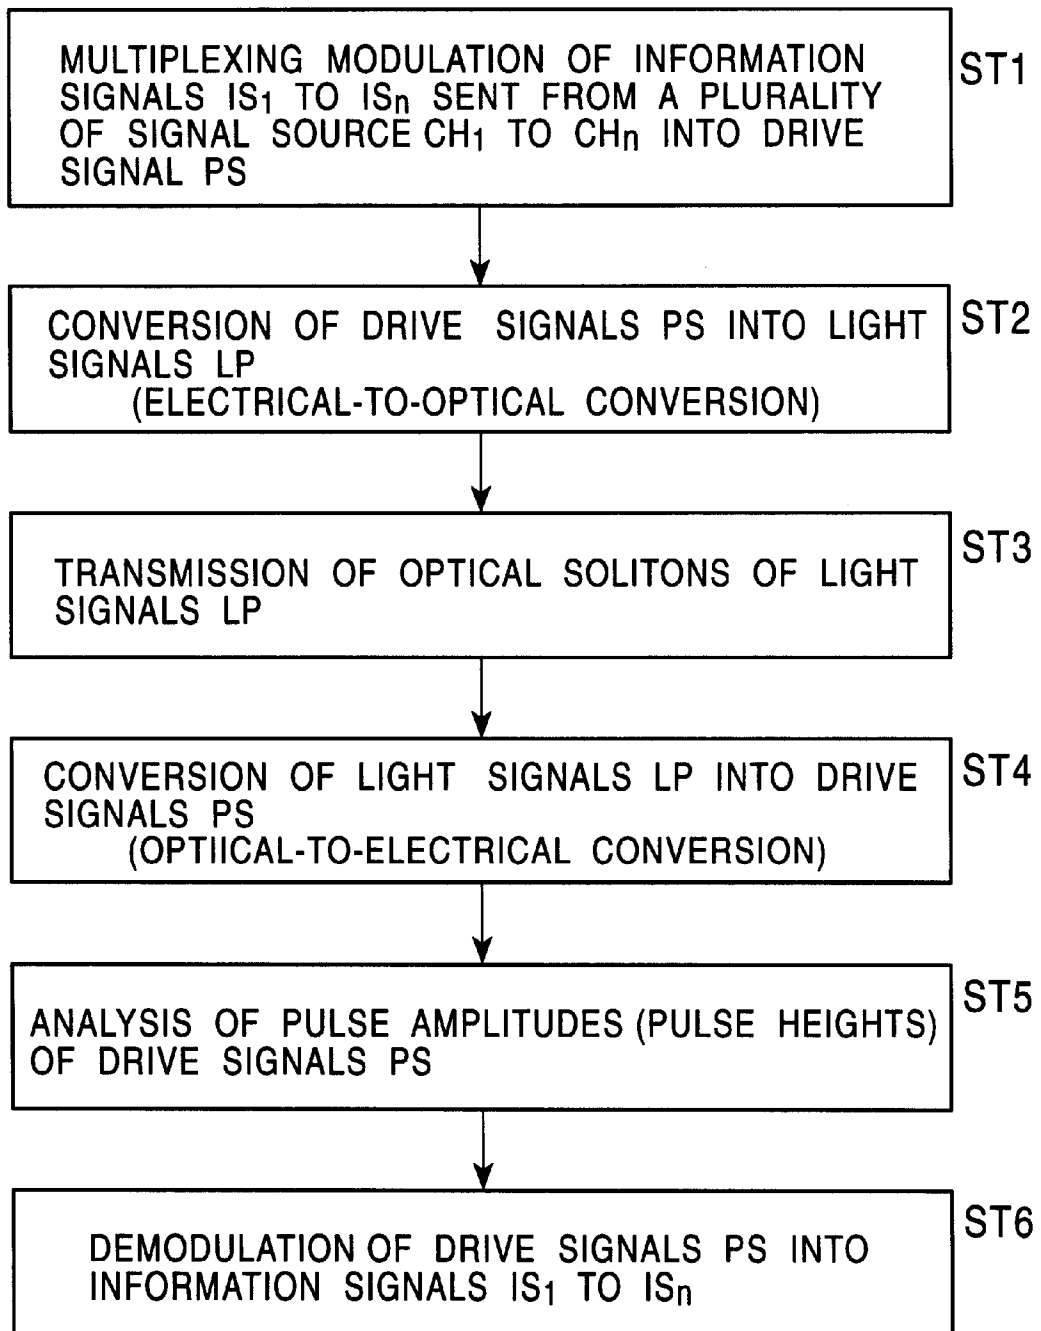 MULTIPLEXING MODULATION OF INFORMATION
SIGNALS IS1 TO ISn SENT FROM A PLURALITY
OF SIGNAL SOURCE CH1 TO CHn INTO DRIVE
SIGNAL PS
ST1
CONVERSION OF DRIVE SIGNALS PS INTO LIGHT
SIGNALS LP
(ELECTRICAL-TO-OPTICAL CONVERSION)
ST2
TRANSMISSION OF OPTICAL SOLITONS OF LIGHT
SIGNALS LP
ST3
CONVERSION OF LIGHT SIGNALS LP INTO DRIVE
SIGNALS PS
(OPTIICAL-TO-ELECTRICAL CONVERSION)
ST4
ANALYSIS OF PULSE AMPLITUDES (PULSE HEIGHTS)
OF DRIVE SIGNALS PS
ST5
DEMODULATION OF DRIVE SIGNALS PS INTO
INFORMATION SIGNALS IS1 TO ISn
ST6